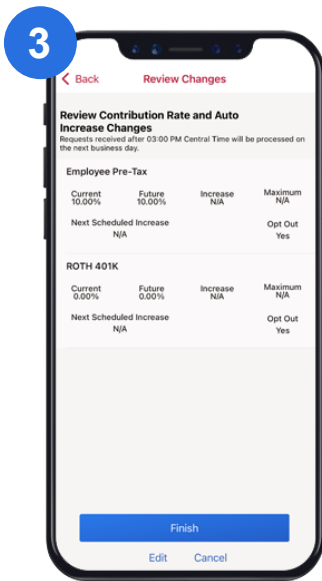 3
Back Review Changes
Review Contribution Rate and Auto
Increase Changes
Requests received after 03:00 PM Central Time will be processed on
the next business day.
Employee Pre-Tax
Current Future Increase Maximum
10.00% 10.00% N/A N/A
Next Scheduled Increase Opt Out
N/A Yes
ROTH 401K
Current Future Increase Maximum
0.00% 0.00% N/A N/A
Next Scheduled Increase Opt Out
N/A Yes
Finish
Edit Cancel